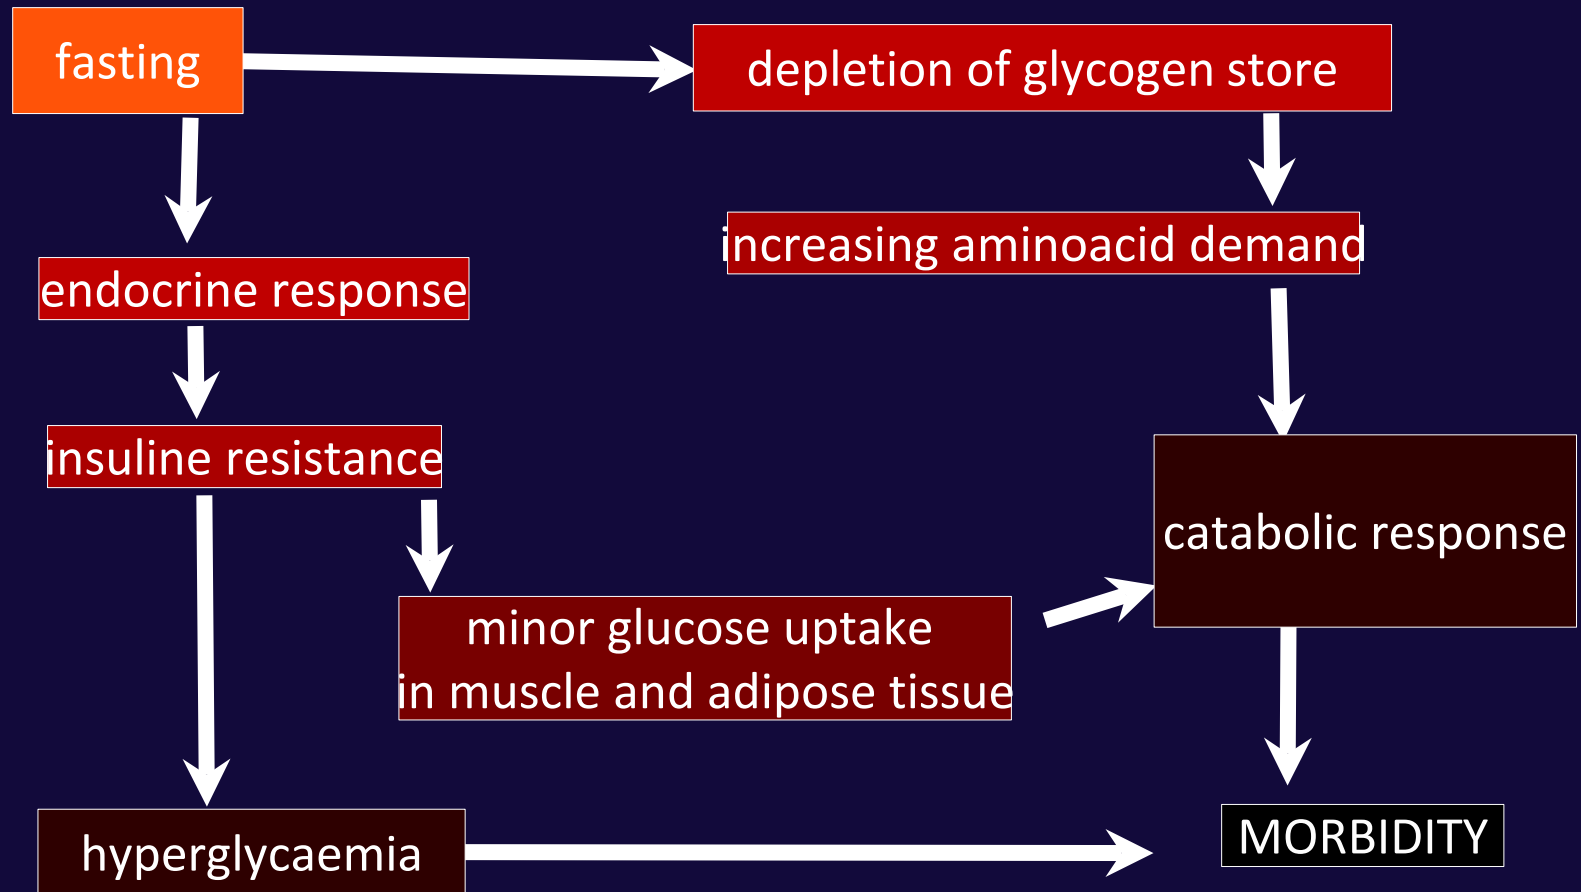 fasting
depletion of glycogen store
increasing aminoacid demand
endocrine response
insuline resistance
catabolic response
minor glucose uptake
in muscle and adipose tissue
hyperglycaemia
MORBIDITY